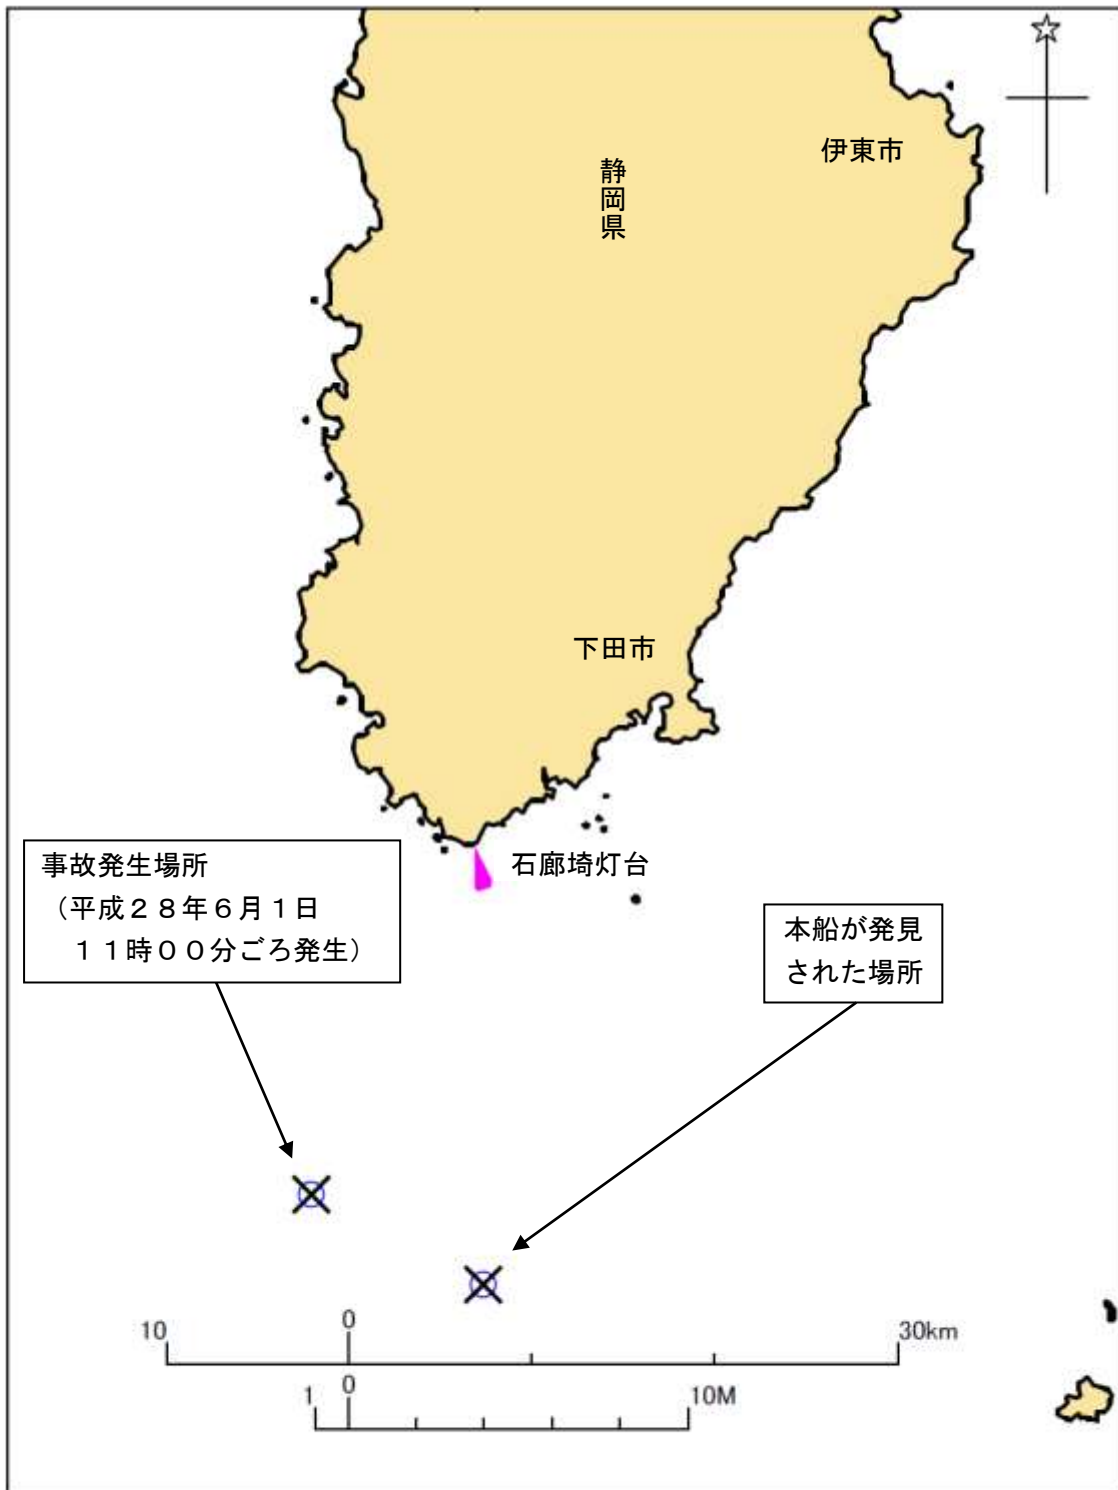 伊東市
静岡県
下田市
石廊埼灯台
事故発生場所
（平成２８年６月１日
１１時００分ごろ発生）
本船が発見
された場所
10 0 30km
1 0 10M